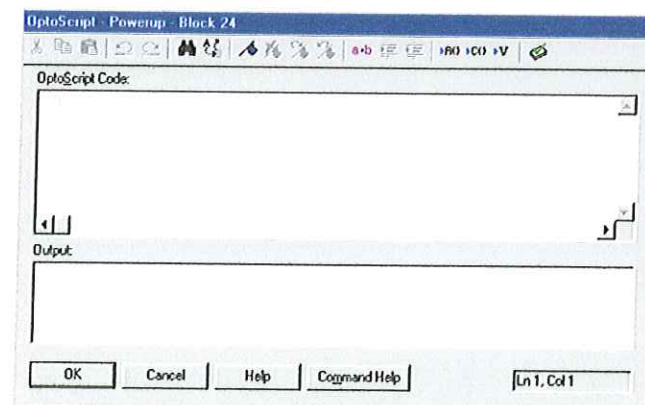 OptoScript - Powerup - Block 24
a+b A() C() V
OptoScript Code:
Output:
OK Cancel Help Command Help Ln 1, Col 1